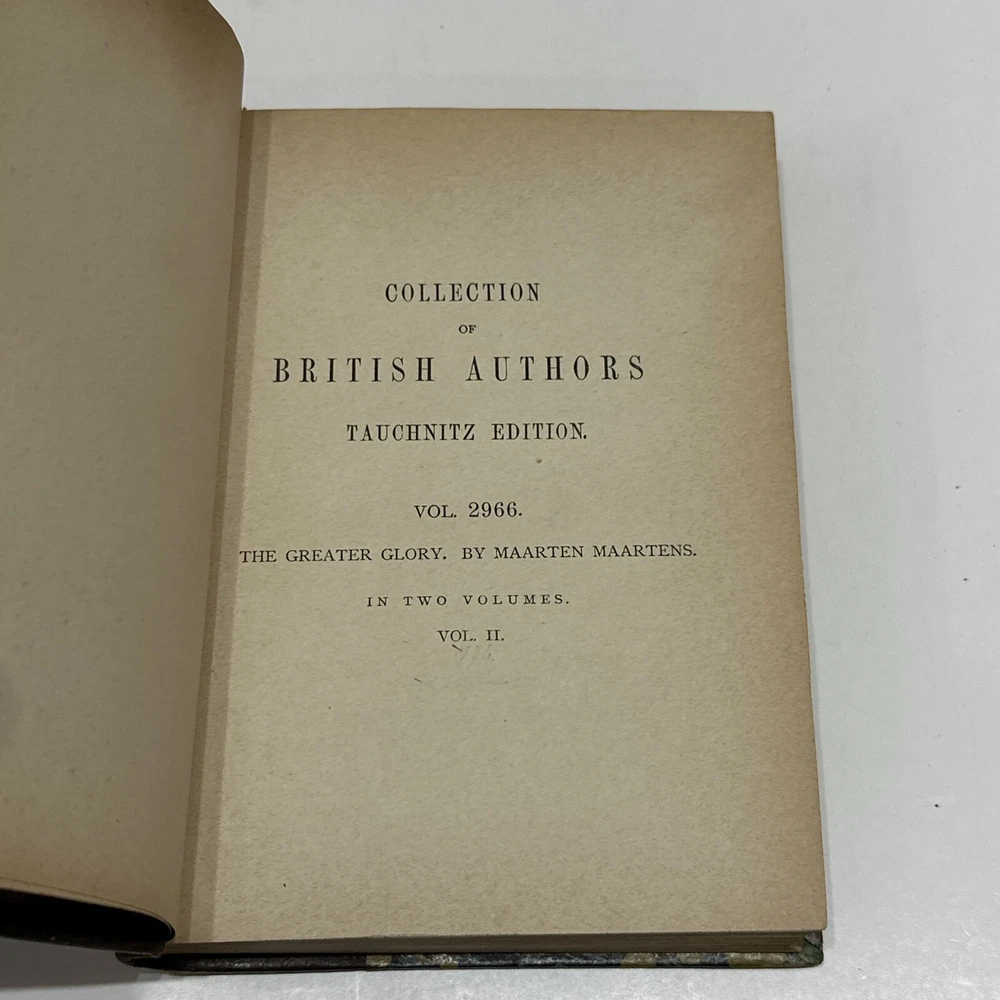 COLLECTION
OF
BRITISH AUTHORS
TAUCHNITZ EDITION.
VOL. 2966.
THE GREATER GLORY. BY MAARTEN MAARTENS.
IN TWO VOLUMES.
VOL. II.